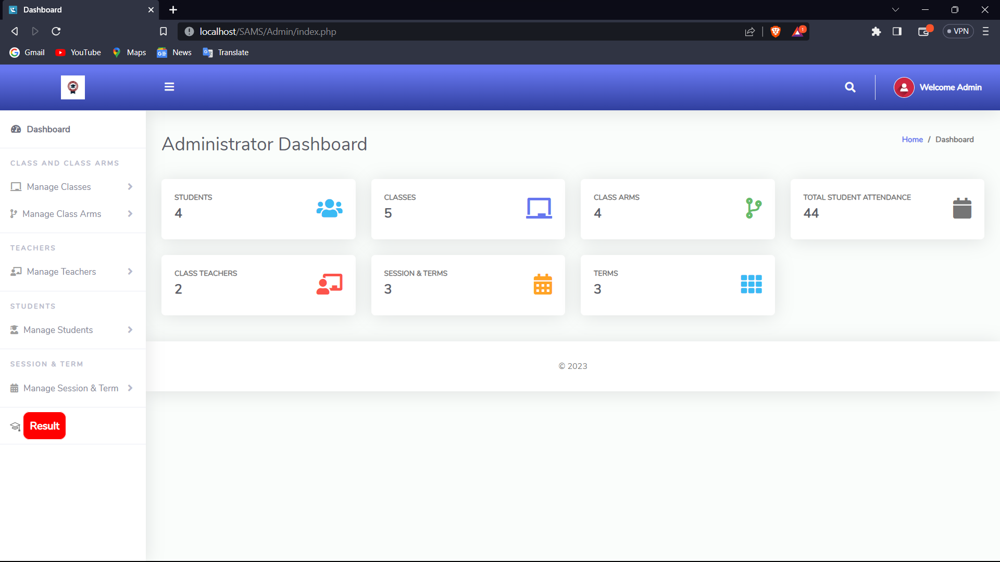 Dashboard
localhost/SAMS/Admin/index.php
1
VPN
Gmail YouTube Maps News Translate
Welcome Admin
Dashboard
CLASS AND CLASS ARMS
Manage Classes
Manage Class Arms
TEACHERS
Manage Teachers
STUDENTS
Manage Students
SESSION & TERM
Manage Session & Term
Result
Administrator Dashboard
Home / Dashboard
STUDENTS
4
CLASSES
5
CLASS ARMS
4
TOTAL STUDENT ATTENDANCE
44
CLASS TEACHERS
2
SESSION & TERMS
3
TERMS
3
© 2023